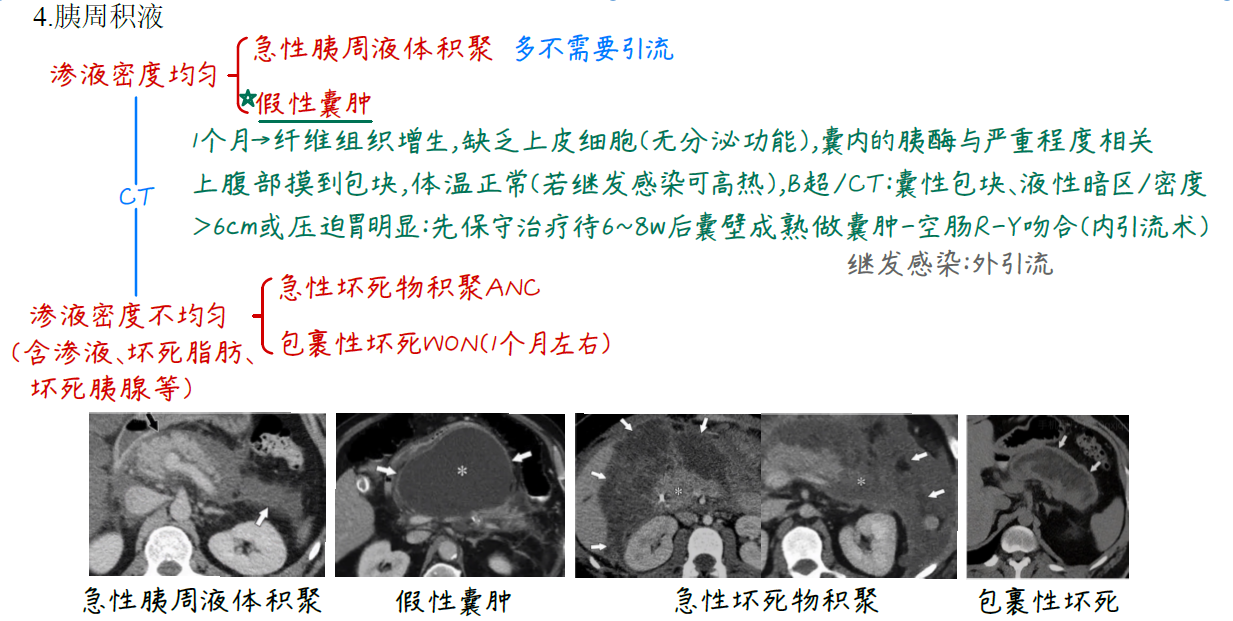 4.胰周积液
急性胰周液体积聚 多不需要引流
渗液密度均匀
★假性囊肿
1个月→纤维组织增生,缺乏上皮细胞(无分泌功能),囊内的胰酶与严重程度相关
上腹部摸到包块,体温正常(若继发感染可高热),B超/CT:囊性包块、液性暗区/密度
CT
>6cm或压迫胃明显:先保守治疗待6~8w后囊壁成熟做囊肿-空肠R-Y吻合(内引流术)
继发感染:外引流
急性坏死物积聚ANC
渗液密度不均匀
包裹性坏死WON(1个月左右)
(含渗液、坏死脂肪、
坏死胰腺等)
急性胰周液体积聚 假性囊肿 急性坏死物积聚 包裹性坏死